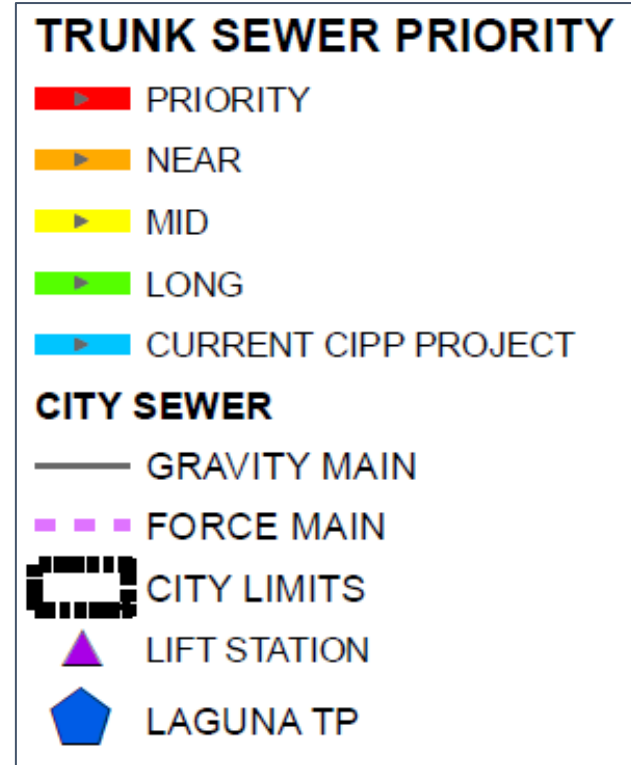 TRUNK SEWER PRIORITY
PRIORITY
NEAR
MID
LONG
CURRENT CIPP PROJECT
CITY SEWER
GRAVITY MAIN
FORCE MAIN
CITY LIMITS
LIFT STATION
LAGUNA TP